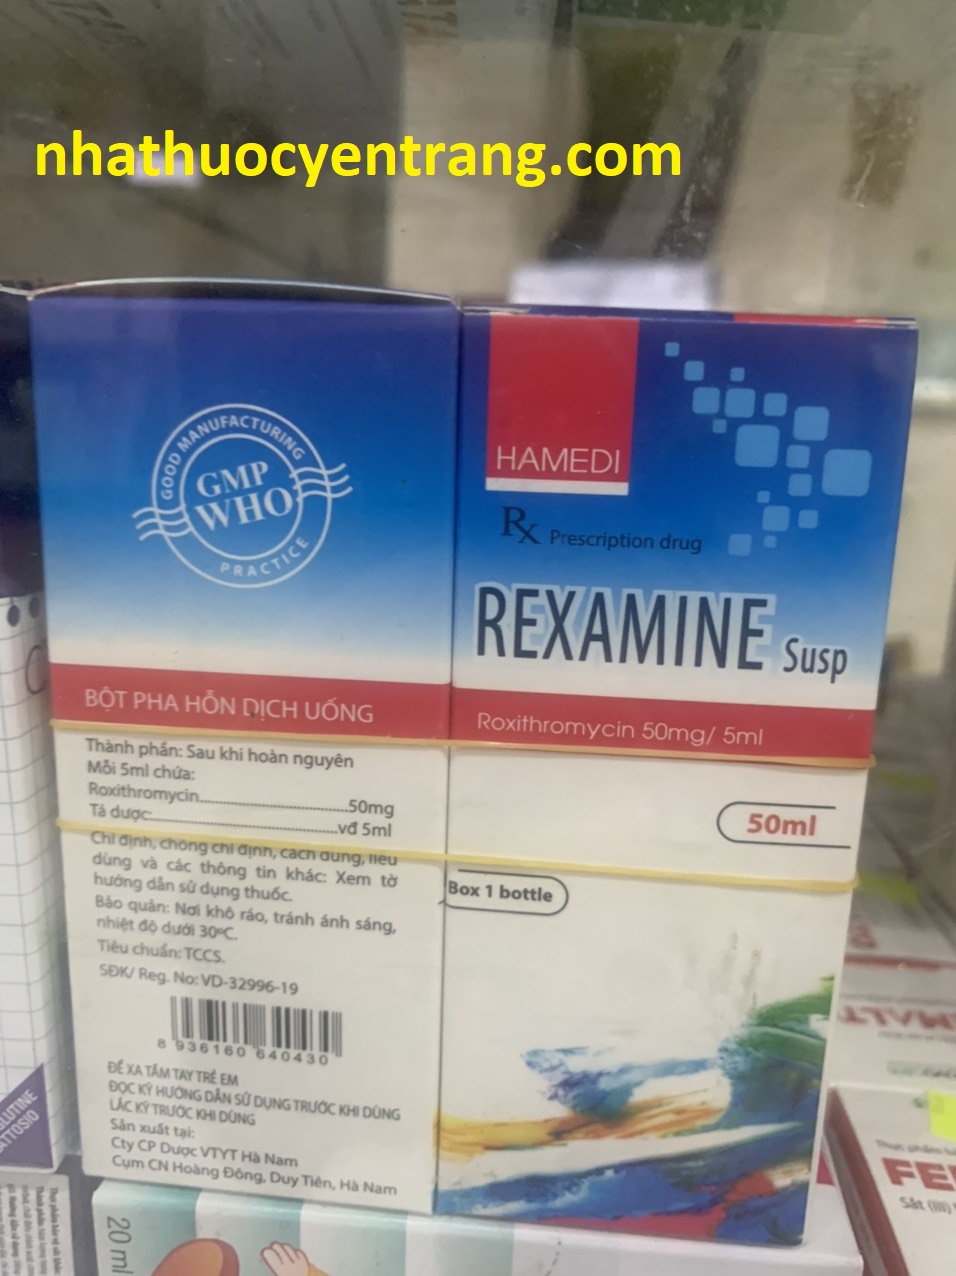 nhathuocyentrang.com
GOOD MANUFACTURING
GMP
WHO
PRACTICE
BỘT PHA HỖN DỊCH UỐNG
Thành phần: Sau khi hoàn nguyên
Mỗi 5ml chứa:
Roxithromycin..............................50mg
Tá dược:.....................................vđ 5ml
Chỉ định, chống chỉ định, cách dùng, liều
dùng và các thông tin khác: Xem tờ
hướng dẫn sử dụng thuốc.
Bảo quản: Nơi khô ráo, tránh ánh sáng,
nhiệt độ dưới 30ºC.
Tiêu chuẩn: TCCS.
SĐK/ Reg. No: VD-32996-19
8 936160 640430
ĐỂ XA TẦM TAY TRẺ EM
ĐỌC KỸ HƯỚNG DẪN SỬ DỤNG TRƯỚC KHI DÙNG
LẮC KỸ TRƯỚC KHI DÙNG
Sản xuất tại:
Cty CP Dược VTYT Hà Nam
Cụm CN Hoàng Đông, Duy Tiên, Hà Nam
HAMEDI
Rx Prescription drug
REXAMINE Susp
Roxithromycin 50mg/ 5ml
50ml
Box 1 bottle
20 ml
FE
Sắt (III)